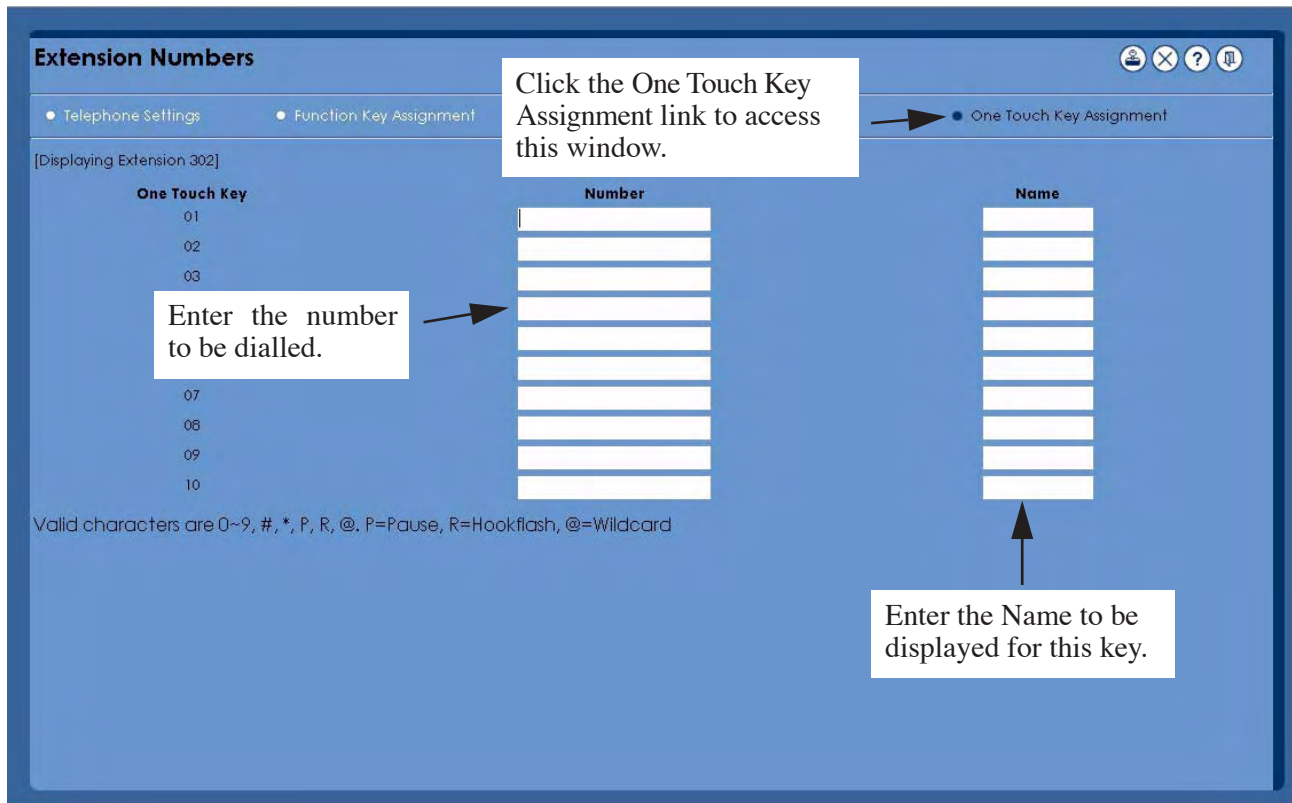 Extension Numbers
Click the One Touch Key
Assignment link to access
this window.
Telephone Settings
Function Key Assignment
One Touch Key Assignment
[Displaying Extension 302]
One Touch Key Number Name
01
02
03
Enter the number
to be dialled.
07
08
09
10
Valid characters are 0~9, #, *, P, R, @. P=Pause, R=Hookflash, @=Wildcard
Enter the Name to be
displayed for this key.